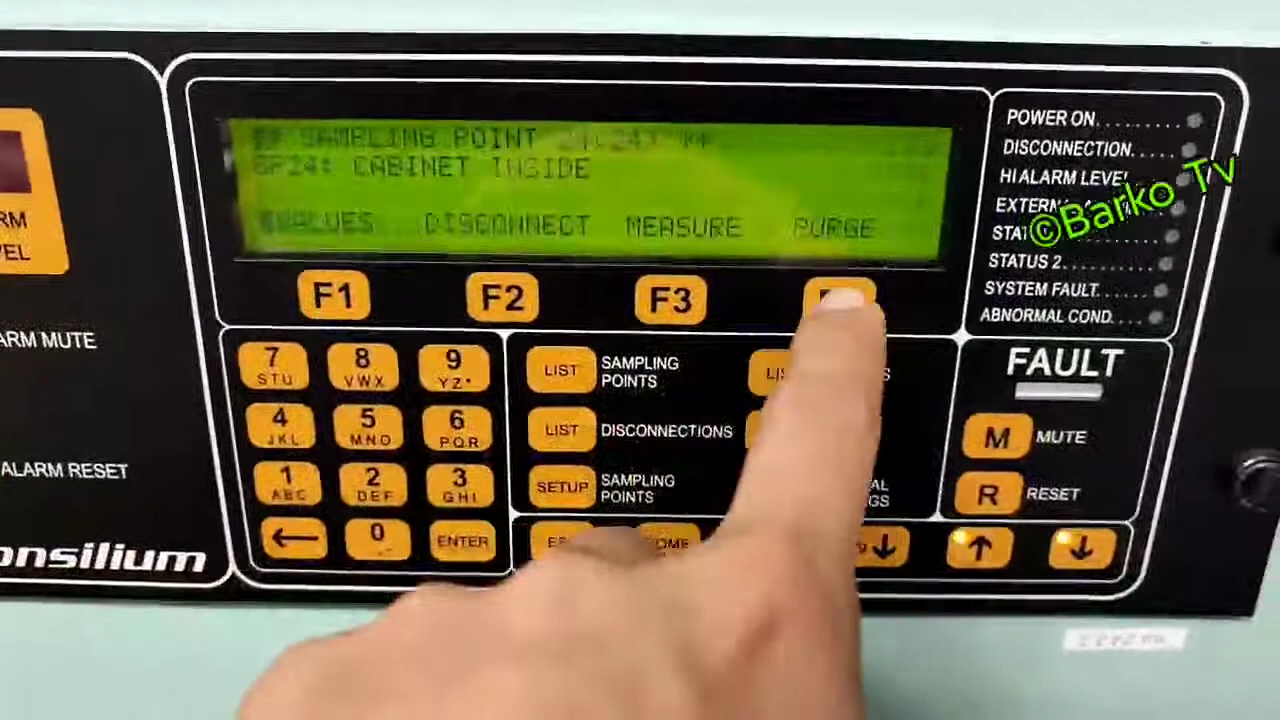 ** SAMPLING POINT
SP24: CABINET INSIDE
VALUES DISCONNECT MEASURE PURGE
F1 F2 F3
ARM MUTE
ALARM RESET
onsilium
7 STU 8 VWX 9 YZ
4 JKL 5 MNO 6 PQR
1 ABC 2 DEF 3 GHI
0 ENTER
LIST SAMPLING POINTS
LIST DISCONNECTIONS
SETUP SAMPLING POINTS
POWER ON
DISCONNECTION
HI ALARM LEVEL
EXTERN
STAT
STATUS 2
SYSTEM FAULT
ABNORMAL COND.
FAULT
M MUTE
R RESET
©Barko Tv